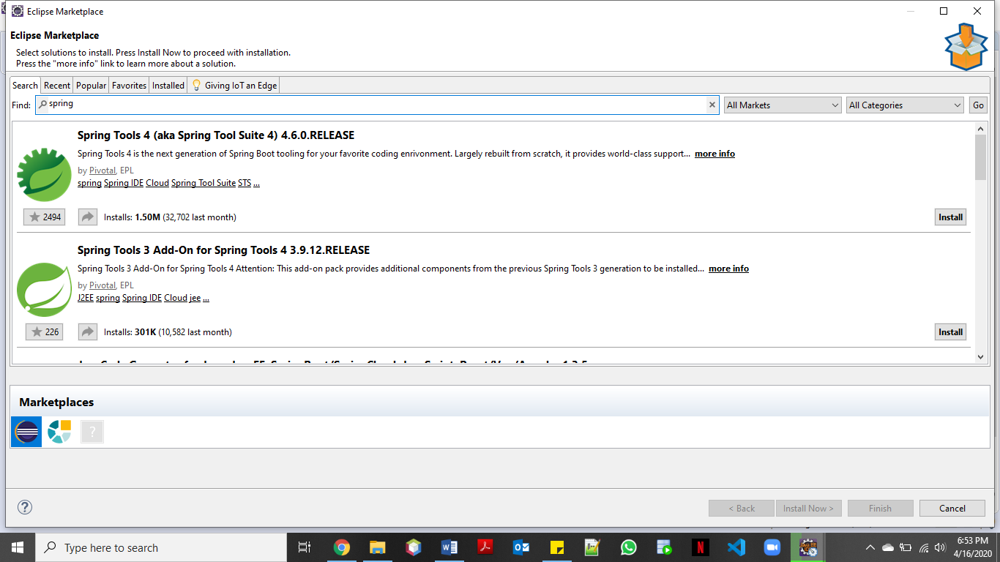 Eclipse Marketplace
Eclipse Marketplace
Select solutions to install. Press Install Now to proceed with installation.
Press the "more info" link to learn more about a solution.
Search Recent Popular Favorites Installed Giving IoT an Edge
Find: spring All Markets All Categories Go
Spring Tools 4 (aka Spring Tool Suite 4) 4.6.0.RELEASE
Spring Tools 4 is the next generation of Spring Boot tooling for your favorite coding enrivonment. Largely rebuilt from scratch, it provides world-class support... more info
by Pivotal, EPL
spring Spring IDE Cloud Spring Tool Suite STS ...
2494 Installs: 1.50M (32,702 last month) Install
Spring Tools 3 Add-On for Spring Tools 4 3.9.12.RELEASE
Spring Tools 3 Add-On for Spring Tools 4 Attention: This add-on pack provides additional components from the previous Spring Tools 3 generation to be installed... more info
by Pivotal, EPL
J2EE spring Spring IDE Cloud jee ...
226 Installs: 301K (10,582 last month) Install
Marketplaces
?
? < Back Install Now > Finish Cancel
Type here to search
6:53 PM
4/16/2020